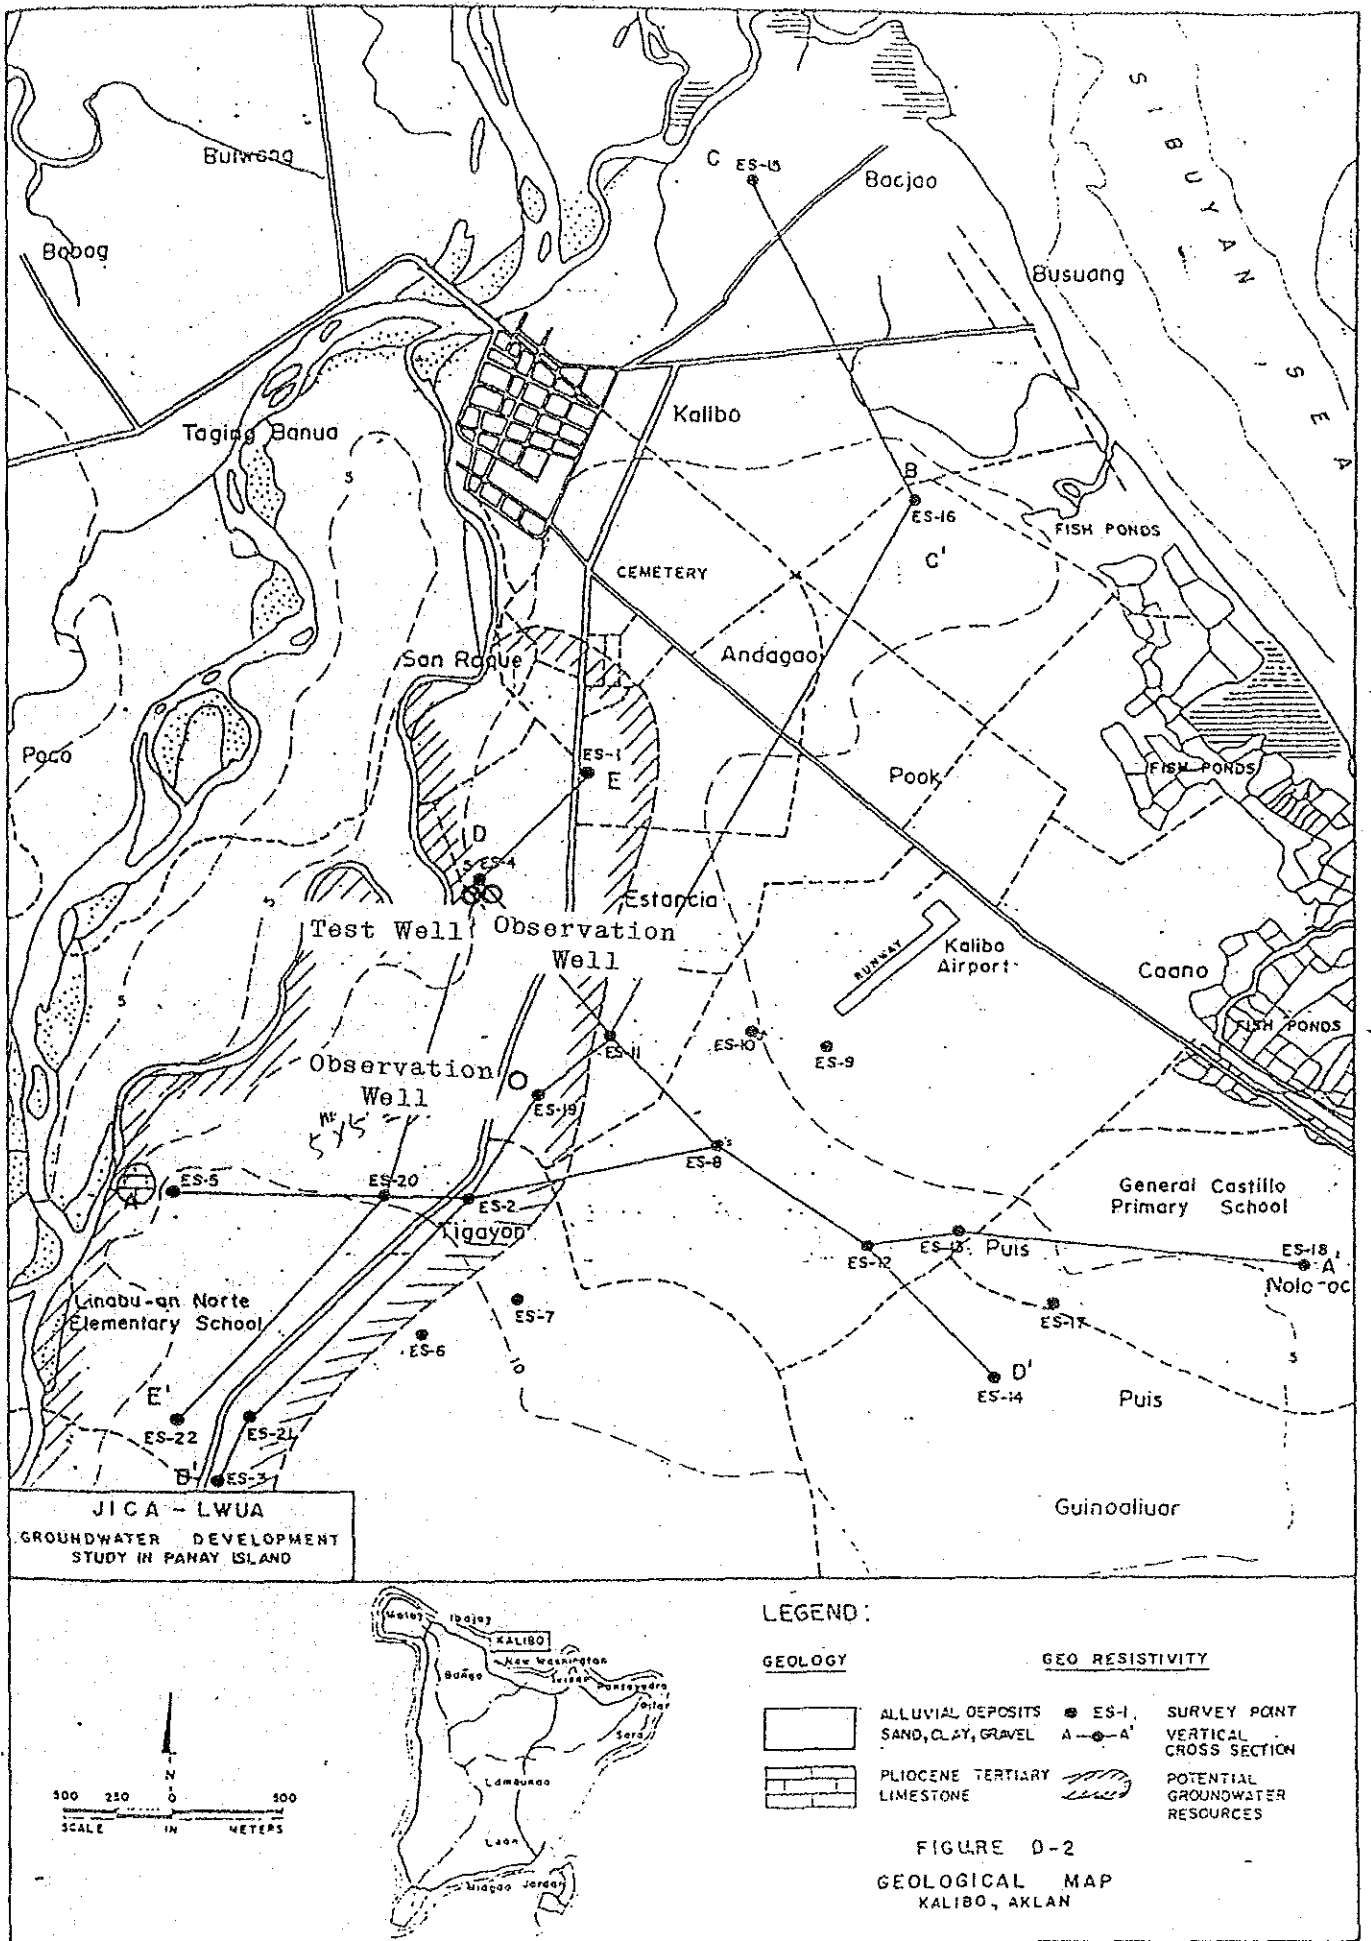 SIBUYAN SEA
Bulwang
C ES-15
Bacjao
Bobog
Busuang
Taging Banua
Kalibo
5
B
ES-16
FISH PONDS
C'
CEMETERY
San Raque
Andagao
Poco
ES-1
E
Pook
FISH PONDS
D
5 ES-4
Estancia
5
Test Well
Observation
Well
RUNWAY
Kalibo
Airport
Caano
5
ES-11
ES-10
ES-9
FISH PONDS
Observation
Well
ES-19
ES-8
A
ES-5
ES-20
ES-2
Tigayon
General Castillo
Primary School
ES-12
ES-13
Puis
ES-18
A'
Linabu-an Norte
Elementary School
ES-7
ES-17
ES-6
10
5
D'
ES-14
Puis
E'
ES-22
ES-21
B'
ES-3
JICA - LWUA
GROUNDWATER DEVELOPMENT
STUDY IN PANAY ISLAND
Malay
Ibajay
KALIBO
New Washington
Banga
Pilar
Sara
Lambunao
Leon
Miagao Jordan
N
500 250 0 500
SCALE IN METERS
LEGEND:
GEOLOGY
GEO RESISTIVITY
ALLUVIAL DEPOSITS
SAND, CLAY, GRAVEL
ES-1
SURVEY POINT
A A'
VERTICAL
CROSS SECTION
PLIOCENE TERTIARY
LIMESTONE
POTENTIAL
GROUNDWATER
RESOURCES
FIGURE D-2
GEOLOGICAL MAP
KALIBO, AKLAN